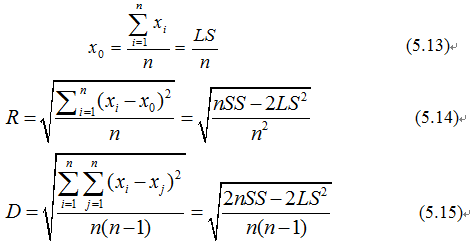 x₀ = \frac{\sum_{i=1}^{n} x_i}{n} = \frac{LS}{n} (5.13)↵
R = \sqrt{\frac{\sum_{i=1}^{n} (x_i - x_0)^2}{n}} = \sqrt{\frac{nSS - 2LS^2}{n^2}} (5.14)↵
D = \sqrt{\frac{\sum_{i=1}^{n} \sum_{j=1}^{n} (x_i - x_j)^2}{n(n-1)}} = \sqrt{\frac{2nSS - 2LS^2}{n(n-1)}} (5.15)↵